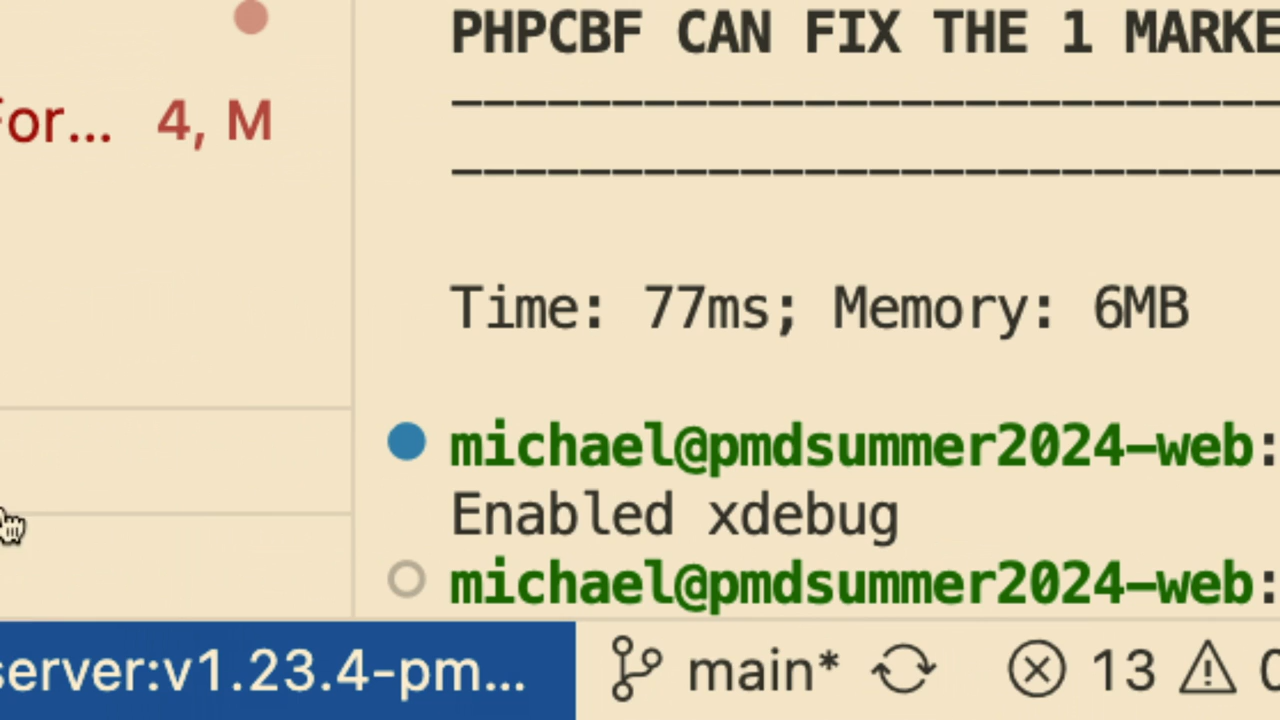 PHPCBF CAN FIX THE 1 MARKE
For... 4, M
--------------------------
--------------------------
Time: 77ms; Memory: 6MB
michael@pmdsummer2024-web:
Enabled xdebug
michael@pmdsummer2024-web:
server:v1.23.4-pm... main* 13 0